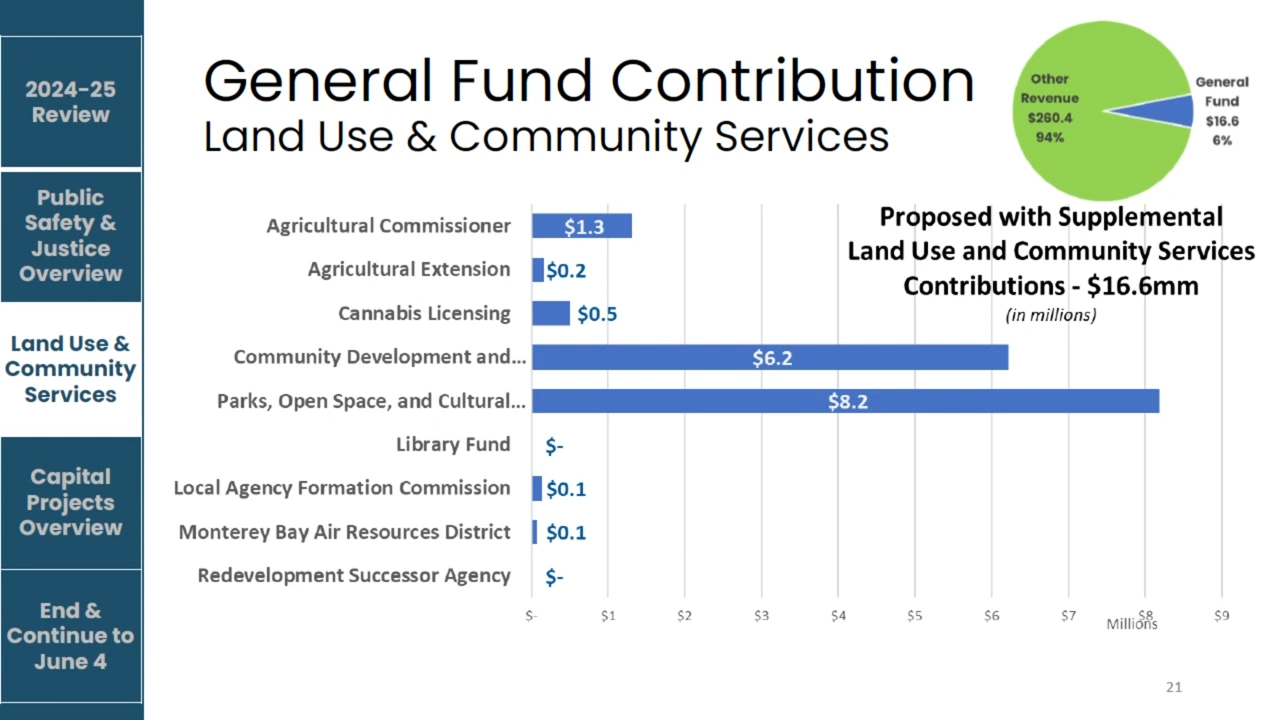 2024-25
Review
Public
Safety &
Justice
Overview
Land Use &
Community
Services
Capital
Projects
Overview
End &
Continue to
June 4
General Fund Contribution
Land Use & Community Services
Other
Revenue
$260.4
94%
General
Fund
$16.6
6%
Proposed with Supplemental
Land Use and Community Services
Contributions - $16.6mm
(in millions)
Agricultural Commissioner $1.3
Agricultural Extension $0.2
Cannabis Licensing $0.5
Community Development and... $6.2
Parks, Open Space, and Cultural... $8.2
Library Fund $-
Local Agency Formation Commission $0.1
Monterey Bay Air Resources District $0.1
Redevelopment Successor Agency $-
$- $1 $2 $3 $4 $5 $6 $7 $8 $9
Millions
21